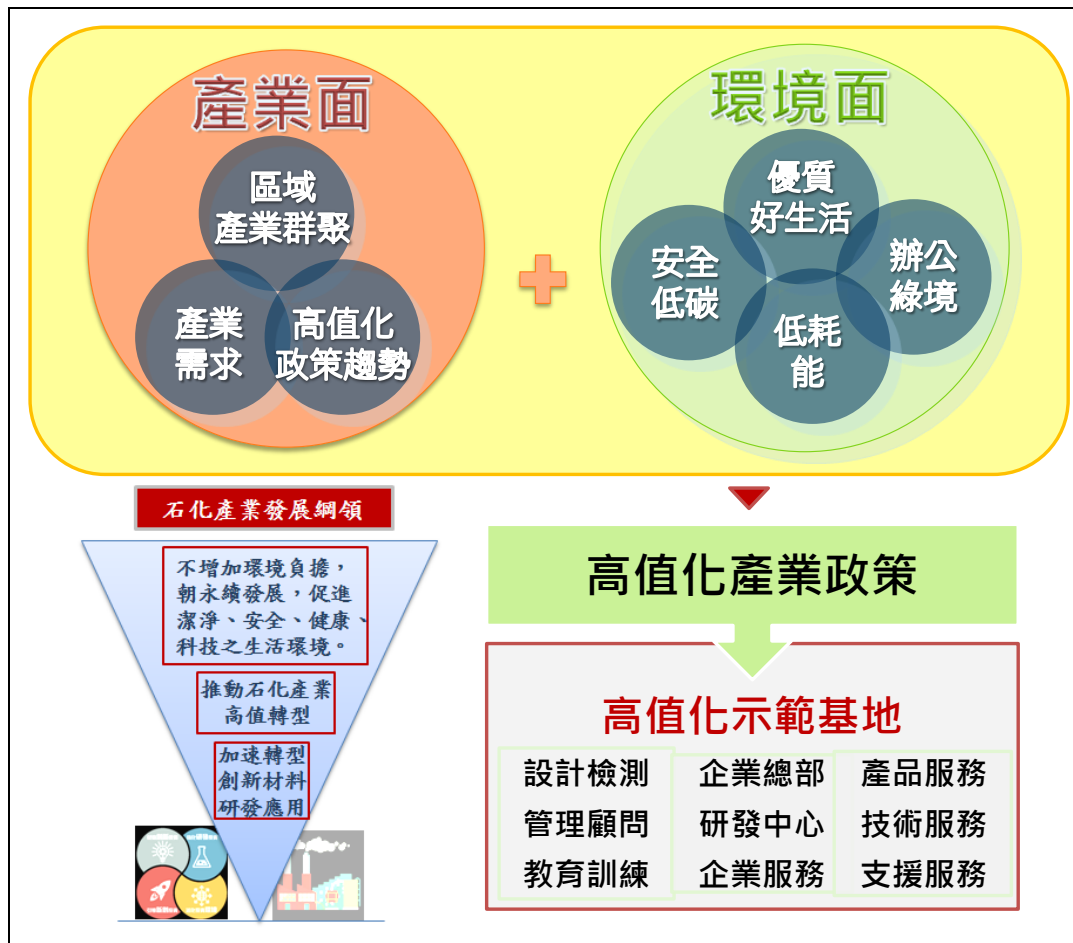 產業面
區域
產業群聚
產業
需求
高值化
政策趨勢
環境面
優質
好生活
安全
低碳
辦公
綠境
低耗
能
石化產業發展綱領
不增加環境負擔，
朝永續發展，促進
潔淨、安全、健康、
科技之生活環境。
推動石化產業
高值轉型
加速轉型
創新材料
研發應用
高值化產業政策
高值化示範基地
設計檢測
管理顧問
教育訓練
企業總部
研發中心
企業服務
產品服務
技術服務
支援服務